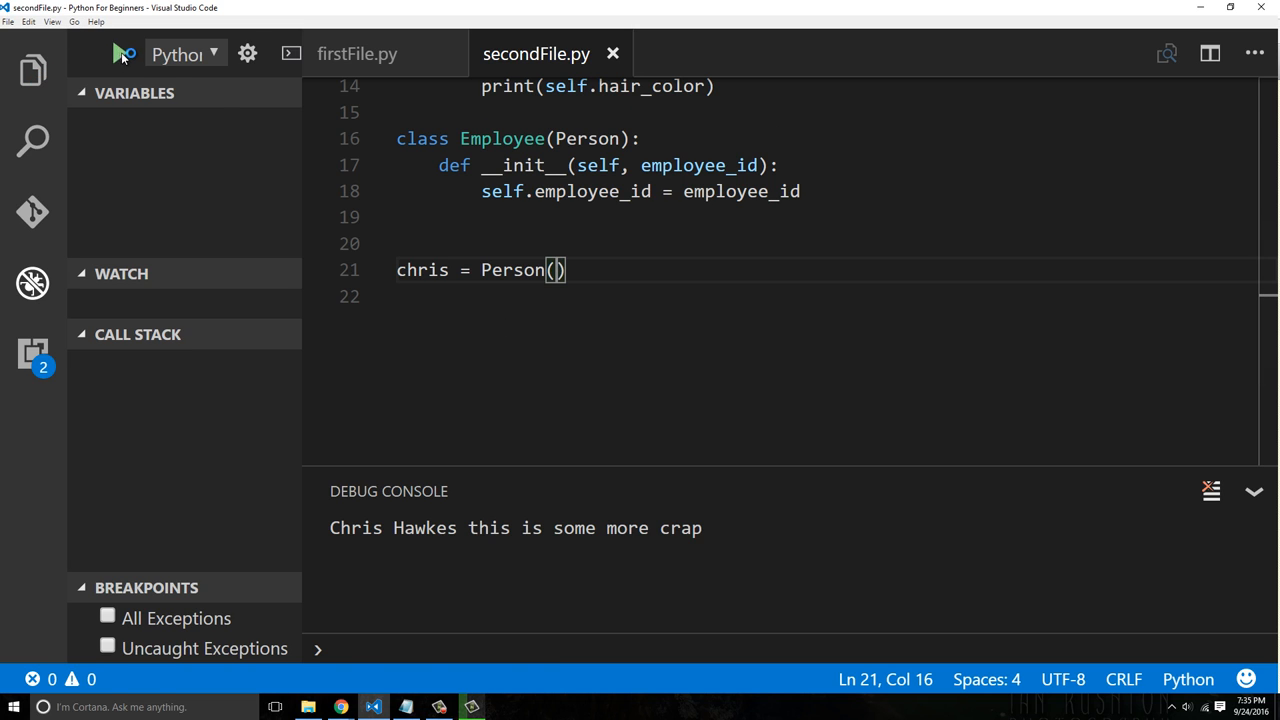 secondFile.py - Python For Beginners - Visual Studio Code
File Edit View Go Help
Python
firstFile.py
secondFile.py
VARIABLES
WATCH
CALL STACK
2
BREAKPOINTS
All Exceptions
Uncaught Exceptions
14 print(self.hair_color)
15
16 class Employee(Person):
17 def __init__(self, employee_id):
18 self.employee_id = employee_id
19
20
21 chris = Person()
22
DEBUG CONSOLE
Chris Hawkes this is some more crap
0 0
Ln 21, Col 16 Spaces: 4 UTF-8 CRLF Python
I'm Cortana. Ask me anything.
7:35 PM
9/24/2016